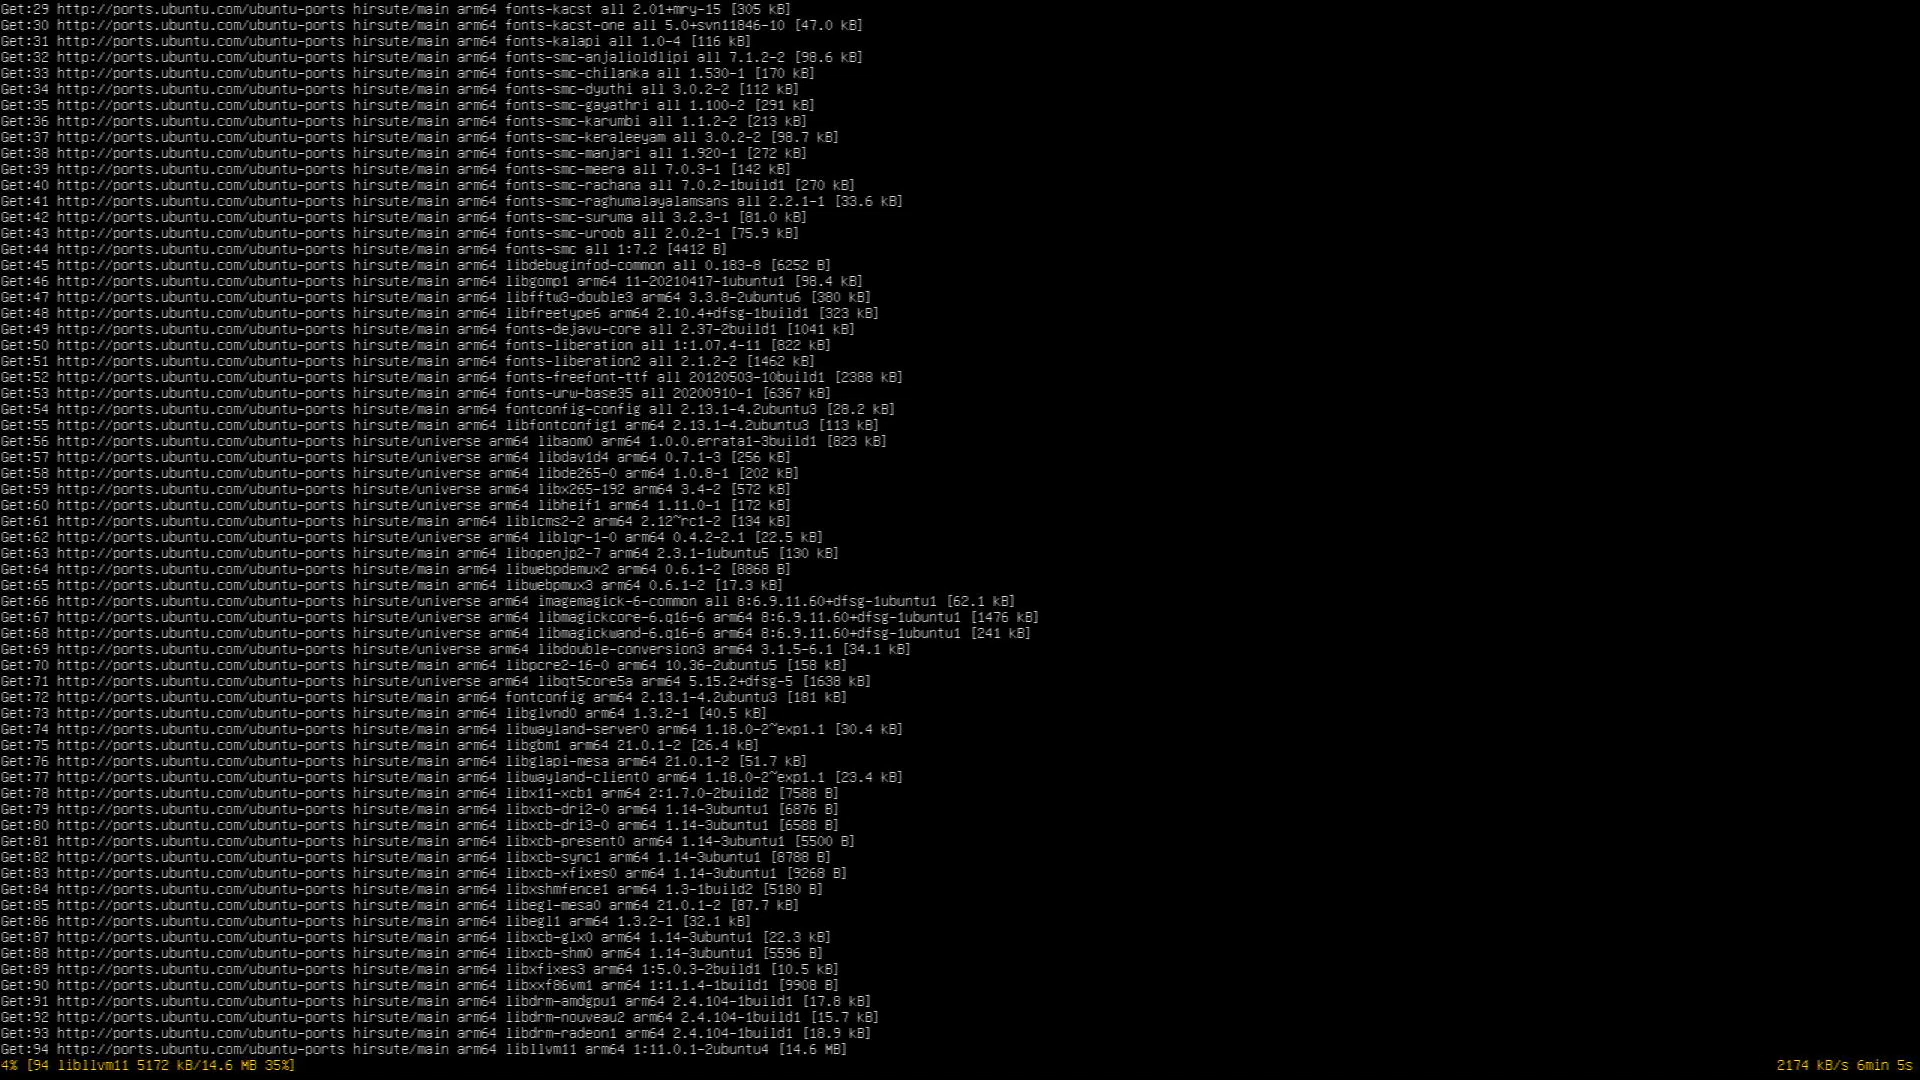 Get:29 http://ports.ubuntu.com/ubuntu-ports hirsute/main arm64 fonts-kacst all 2.01+mry-15 [305 kB]
Get:30 http://ports.ubuntu.com/ubuntu-ports hirsute/main arm64 fonts-kacst-one all 5.0+svn11846-10 [47.0 kB]
Get:31 http://ports.ubuntu.com/ubuntu-ports hirsute/main arm64 fonts-kalapi all 1.0-4 [116 kB]
Get:32 http://ports.ubuntu.com/ubuntu-ports hirsute/main arm64 fonts-smc-anjalioldlipi all 7.1.2-2 [98.6 kB]
Get:33 http://ports.ubuntu.com/ubuntu-ports hirsute/main arm64 fonts-smc-chilanka all 1.530-1 [170 kB]
Get:34 http://ports.ubuntu.com/ubuntu-ports hirsute/main arm64 fonts-smc-dyuthi all 3.0.2-2 [112 kB]
Get:35 http://ports.ubuntu.com/ubuntu-ports hirsute/main arm64 fonts-smc-gayathri all 1.100-2 [291 kB]
Get:36 http://ports.ubuntu.com/ubuntu-ports hirsute/main arm64 fonts-smc-karumbi all 1.1.2-2 [213 kB]
Get:37 http://ports.ubuntu.com/ubuntu-ports hirsute/main arm64 fonts-smc-keraleeyam all 3.0.2-2 [98.7 kB]
Get:38 http://ports.ubuntu.com/ubuntu-ports hirsute/main arm64 fonts-smc-manjari all 1.920-1 [272 kB]
Get:39 http://ports.ubuntu.com/ubuntu-ports hirsute/main arm64 fonts-smc-meera all 7.0.3-1 [142 kB]
Get:40 http://ports.ubuntu.com/ubuntu-ports hirsute/main arm64 fonts-smc-rachana all 7.0.2-1build1 [270 kB]
Get:41 http://ports.ubuntu.com/ubuntu-ports hirsute/main arm64 fonts-smc-raghumalayalamsans all 2.2.1-1 [33.6 kB]
Get:42 http://ports.ubuntu.com/ubuntu-ports hirsute/main arm64 fonts-smc-suruma all 3.2.3-1 [81.0 kB]
Get:43 http://ports.ubuntu.com/ubuntu-ports hirsute/main arm64 fonts-smc-uroob all 2.0.2-1 [75.9 kB]
Get:44 http://ports.ubuntu.com/ubuntu-ports hirsute/main arm64 fonts-smc all 1:7.2 [4412 B]
Get:45 http://ports.ubuntu.com/ubuntu-ports hirsute/main arm64 libdebuginfod-common all 0.183-8 [6252 B]
Get:46 http://ports.ubuntu.com/ubuntu-ports hirsute/main arm64 libgomp1 arm64 11-20210417-1ubuntu1 [98.4 kB]
Get:47 http://ports.ubuntu.com/ubuntu-ports hirsute/main arm64 libfftw3-double3 arm64 3.3.8-2ubuntu6 [380 kB]
Get:48 http://ports.ubuntu.com/ubuntu-ports hirsute/main arm64 libfreetype6 arm64 2.10.4+dfsg-1build1 [323 kB]
Get:49 http://ports.ubuntu.com/ubuntu-ports hirsute/main arm64 fonts-dejavu-core all 2.37-2build1 [1041 kB]
Get:50 http://ports.ubuntu.com/ubuntu-ports hirsute/main arm64 fonts-liberation all 1:1.07.4-11 [822 kB]
Get:51 http://ports.ubuntu.com/ubuntu-ports hirsute/main arm64 fonts-liberation2 all 2.1.2-2 [1462 kB]
Get:52 http://ports.ubuntu.com/ubuntu-ports hirsute/main arm64 fonts-freefont-ttf all 20120503-10build1 [2388 kB]
Get:53 http://ports.ubuntu.com/ubuntu-ports hirsute/main arm64 fonts-urw-base35 all 20200910-1 [6367 kB]
Get:54 http://ports.ubuntu.com/ubuntu-ports hirsute/main arm64 fontconfig-config all 2.13.1-4.2ubuntu3 [28.2 kB]
Get:55 http://ports.ubuntu.com/ubuntu-ports hirsute/main arm64 libfontconfig1 arm64 2.13.1-4.2ubuntu3 [113 kB]
Get:56 http://ports.ubuntu.com/ubuntu-ports hirsute/universe arm64 libaom0 arm64 1.0.0.errata1-3build1 [823 kB]
Get:57 http://ports.ubuntu.com/ubuntu-ports hirsute/universe arm64 libdav1d4 arm64 0.7.1-3 [256 kB]
Get:58 http://ports.ubuntu.com/ubuntu-ports hirsute/universe arm64 libde265-0 arm64 1.0.8-1 [202 kB]
Get:59 http://ports.ubuntu.com/ubuntu-ports hirsute/universe arm64 libx265-192 arm64 3.4-2 [572 kB]
Get:60 http://ports.ubuntu.com/ubuntu-ports hirsute/universe arm64 libheif1 arm64 1.11.0-1 [172 kB]
Get:61 http://ports.ubuntu.com/ubuntu-ports hirsute/main arm64 liblcms2-2 arm64 2.12~rc1-2 [134 kB]
Get:62 http://ports.ubuntu.com/ubuntu-ports hirsute/universe arm64 liblqr-1-0 arm64 0.4.2-2.1 [22.5 kB]
Get:63 http://ports.ubuntu.com/ubuntu-ports hirsute/main arm64 libopenjp2-7 arm64 2.3.1-1ubuntu5 [130 kB]
Get:64 http://ports.ubuntu.com/ubuntu-ports hirsute/main arm64 libwebpdemux2 arm64 0.6.1-2 [8868 B]
Get:65 http://ports.ubuntu.com/ubuntu-ports hirsute/main arm64 libwebpmux3 arm64 0.6.1-2 [17.3 kB]
Get:66 http://ports.ubuntu.com/ubuntu-ports hirsute/universe arm64 imagemagick-6-common all 8:6.9.11.60+dfsg-1ubuntu1 [62.1 kB]
Get:67 http://ports.ubuntu.com/ubuntu-ports hirsute/universe arm64 libmagickcore-6.q16-6 arm64 8:6.9.11.60+dfsg-1ubuntu1 [1476 kB]
Get:68 http://ports.ubuntu.com/ubuntu-ports hirsute/universe arm64 libmagickwand-6.q16-6 arm64 8:6.9.11.60+dfsg-1ubuntu1 [241 kB]
Get:69 http://ports.ubuntu.com/ubuntu-ports hirsute/universe arm64 libdouble-conversion3 arm64 3.1.5-6.1 [34.1 kB]
Get:70 http://ports.ubuntu.com/ubuntu-ports hirsute/main arm64 libpcre2-16-0 arm64 10.36-2ubuntu5 [158 kB]
Get:71 http://ports.ubuntu.com/ubuntu-ports hirsute/universe arm64 libqt5core5a arm64 5.15.2+dfsg-5 [1638 kB]
Get:72 http://ports.ubuntu.com/ubuntu-ports hirsute/main arm64 fontconfig arm64 2.13.1-4.2ubuntu3 [181 kB]
Get:73 http://ports.ubuntu.com/ubuntu-ports hirsute/main arm64 libglvnd0 arm64 1.3.2-1 [40.5 kB]
Get:74 http://ports.ubuntu.com/ubuntu-ports hirsute/main arm64 libwayland-server0 arm64 1.18.0-2~exp1.1 [30.4 kB]
Get:75 http://ports.ubuntu.com/ubuntu-ports hirsute/main arm64 libgbm1 arm64 21.0.1-2 [26.4 kB]
Get:76 http://ports.ubuntu.com/ubuntu-ports hirsute/main arm64 libglapi-mesa arm64 21.0.1-2 [51.7 kB]
Get:77 http://ports.ubuntu.com/ubuntu-ports hirsute/main arm64 libwayland-client0 arm64 1.18.0-2~exp1.1 [23.4 kB]
Get:78 http://ports.ubuntu.com/ubuntu-ports hirsute/main arm64 libx11-xcb1 arm64 2:1.7.0-2build2 [7588 B]
Get:79 http://ports.ubuntu.com/ubuntu-ports hirsute/main arm64 libxcb-dri2-0 arm64 1.14-3ubuntu1 [6876 B]
Get:80 http://ports.ubuntu.com/ubuntu-ports hirsute/main arm64 libxcb-dri3-0 arm64 1.14-3ubuntu1 [6588 B]
Get:81 http://ports.ubuntu.com/ubuntu-ports hirsute/main arm64 libxcb-present0 arm64 1.14-3ubuntu1 [5500 B]
Get:82 http://ports.ubuntu.com/ubuntu-ports hirsute/main arm64 libxcb-sync1 arm64 1.14-3ubuntu1 [8788 B]
Get:83 http://ports.ubuntu.com/ubuntu-ports hirsute/main arm64 libxcb-xfixes0 arm64 1.14-3ubuntu1 [9268 B]
Get:84 http://ports.ubuntu.com/ubuntu-ports hirsute/main arm64 libxshmfence1 arm64 1.3-1build2 [5180 B]
Get:85 http://ports.ubuntu.com/ubuntu-ports hirsute/main arm64 libegl-mesa0 arm64 21.0.1-2 [87.7 kB]
Get:86 http://ports.ubuntu.com/ubuntu-ports hirsute/main arm64 libegl1 arm64 1.3.2-1 [32.1 kB]
Get:87 http://ports.ubuntu.com/ubuntu-ports hirsute/main arm64 libxcb-glx0 arm64 1.14-3ubuntu1 [22.3 kB]
Get:88 http://ports.ubuntu.com/ubuntu-ports hirsute/main arm64 libxcb-shm0 arm64 1.14-3ubuntu1 [5596 B]
Get:89 http://ports.ubuntu.com/ubuntu-ports hirsute/main arm64 libxfixes3 arm64 1:5.0.3-2build1 [10.5 kB]
Get:90 http://ports.ubuntu.com/ubuntu-ports hirsute/main arm64 libxxf86vm1 arm64 1:1.1.4-1build1 [9908 B]
Get:91 http://ports.ubuntu.com/ubuntu-ports hirsute/main arm64 libdrm-amdgpu1 arm64 2.4.104-1build1 [17.8 kB]
Get:92 http://ports.ubuntu.com/ubuntu-ports hirsute/main arm64 libdrm-nouveau2 arm64 2.4.104-1build1 [15.7 kB]
Get:93 http://ports.ubuntu.com/ubuntu-ports hirsute/main arm64 libdrm-radeon1 arm64 2.4.104-1build1 [18.9 kB]
Get:94 http://ports.ubuntu.com/ubuntu-ports hirsute/main arm64 libllvm11 arm64 1:11.0.1-2ubuntu4 [14.6 MB]
4% [94 libllvm11 5172 kB/14.6 MB 35%] 2174 kB/s 6min 5s